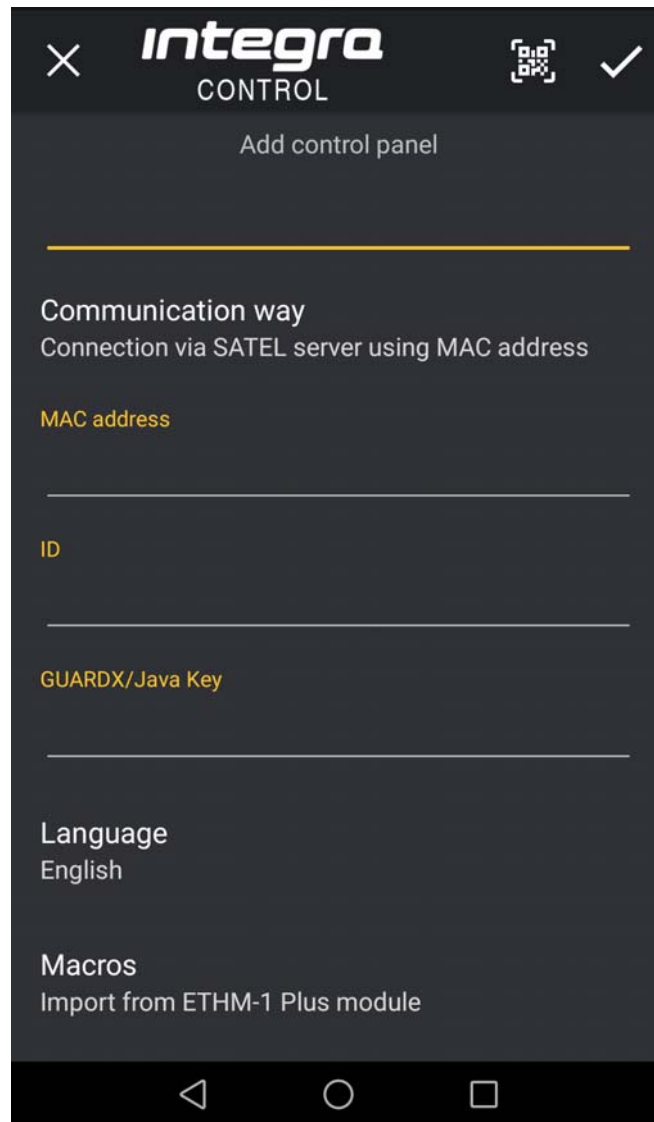 Integra
CONTROL
Add control panel
Communication way
Connection via SATEL server using MAC address
MAC address
ID
GUARDX/Java Key
Language
English
Macros
Import from ETHM-1 Plus module